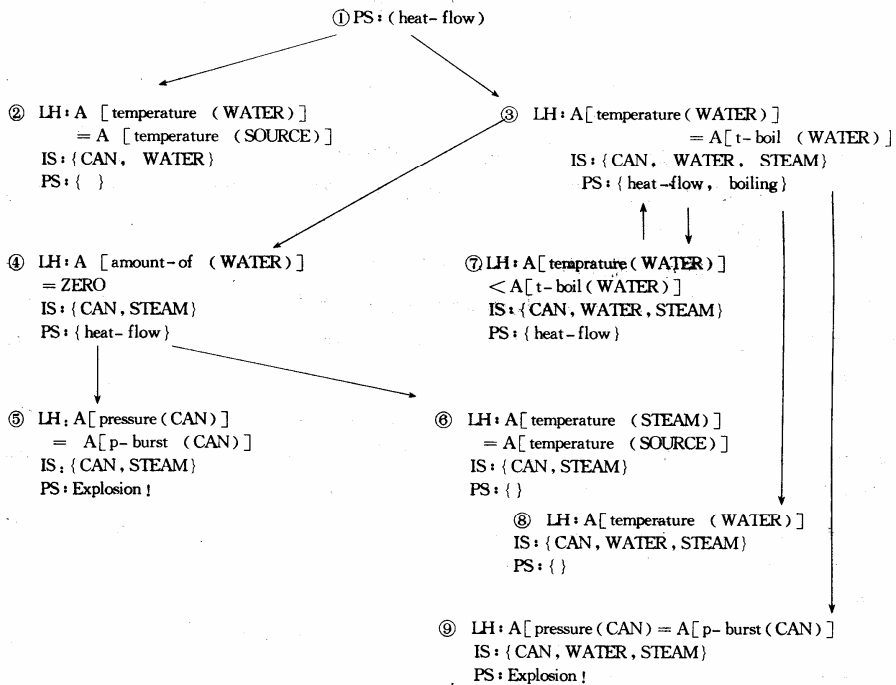 ① PS:(heat-flow)
② LH:A [temperature (WATER)]
=A [temperature (SOURCE)]
IS:{CAN, WATER}
PS:{ }
③ LH:A[temperature(WATER)]
=A[t-boil (WATER)]
IS:{CAN, WATER, STEAM}
PS:{heat-flow, boiling}
④ LH:A [amount-of (WATER)]
=ZERO
IS:{CAN,STEAM}
PS:{heat-flow}
⑦ LH:A[temaprature(WATER)]
<A[t-boil(WATER)]
IS:{CAN,WATER,STEAM}
PS:{heat-flow}
⑤ LH:A[pressure(CAN)]
= A[p-burst (CAN)]
IS:{CAN,STEAM}
PS:Explosion!
⑥ LH:A[temperature (STEAM)]
=A[temperature (SOURCE)]
IS:{CAN,STEAM}
PS:{}
⑧ LH:A[temperature (WATER)]
IS:{CAN,WATER,STEAM}
PS:{}
⑨ LH:A[pressure(CAN)=A[p-burst(CAN)]
IS:{CAN,WATER,STEAM}
PS:Explosion!